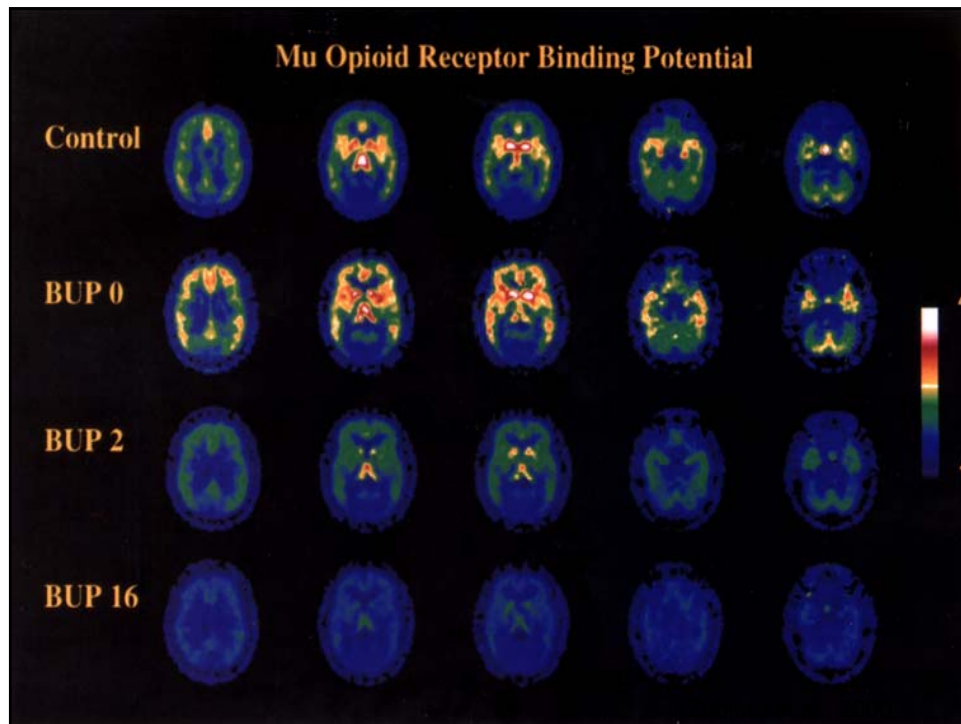 Mu Opioid Receptor Binding Potential
Control
BUP 0
BUP 2
BUP 16